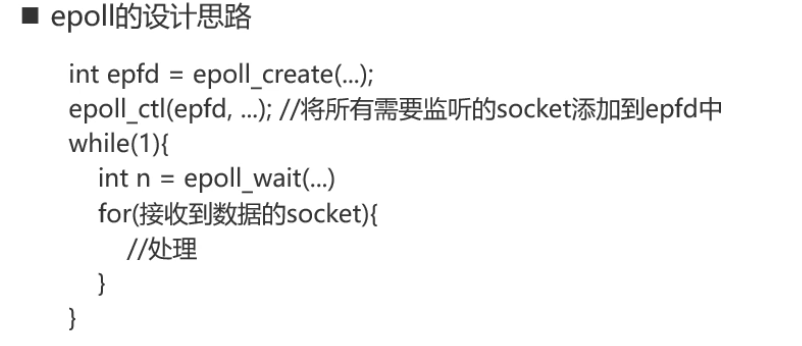 ■ epoll的设计思路
int epfd = epoll_create(...);
epoll_ctl(epfd, ...); //将所有需要监听的socket添加到epfd中
while(1){
int n = epoll_wait(...)
for(接收到数据的socket){
//处理
}
}